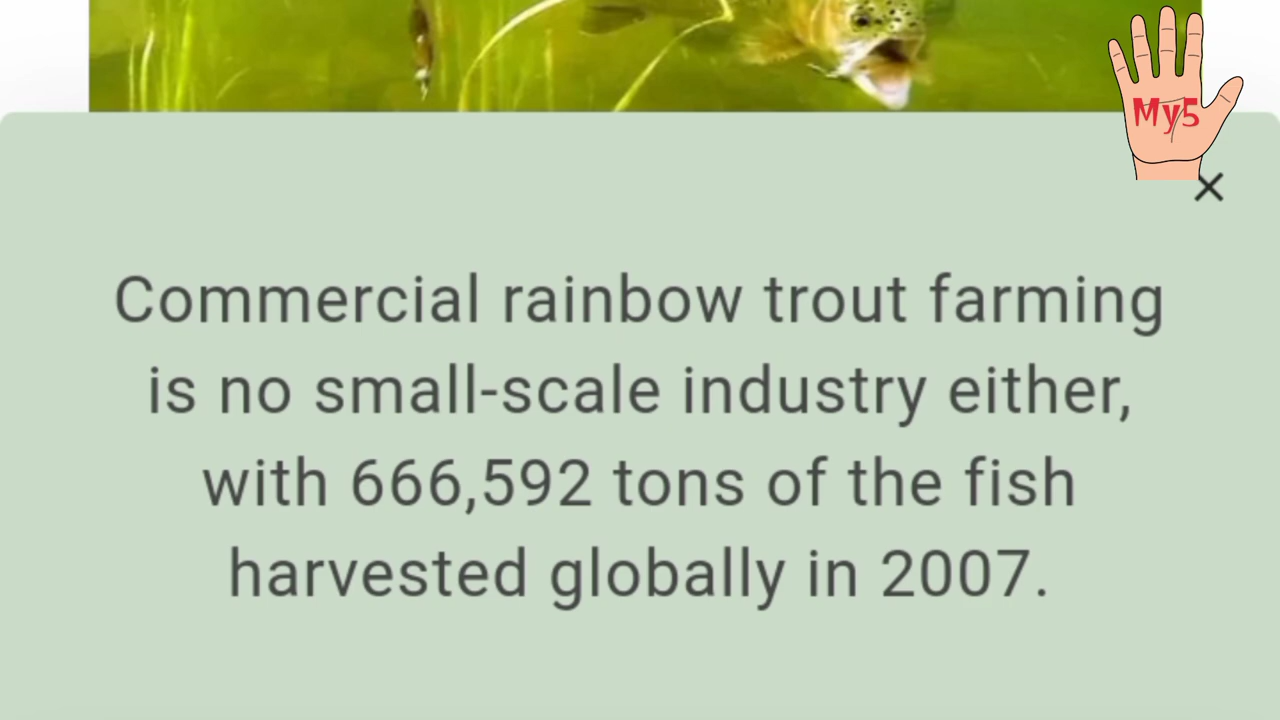 My5
×
Commercial rainbow trout farming
is no small-scale industry either,
with 666,592 tons of the fish
harvested globally in 2007.